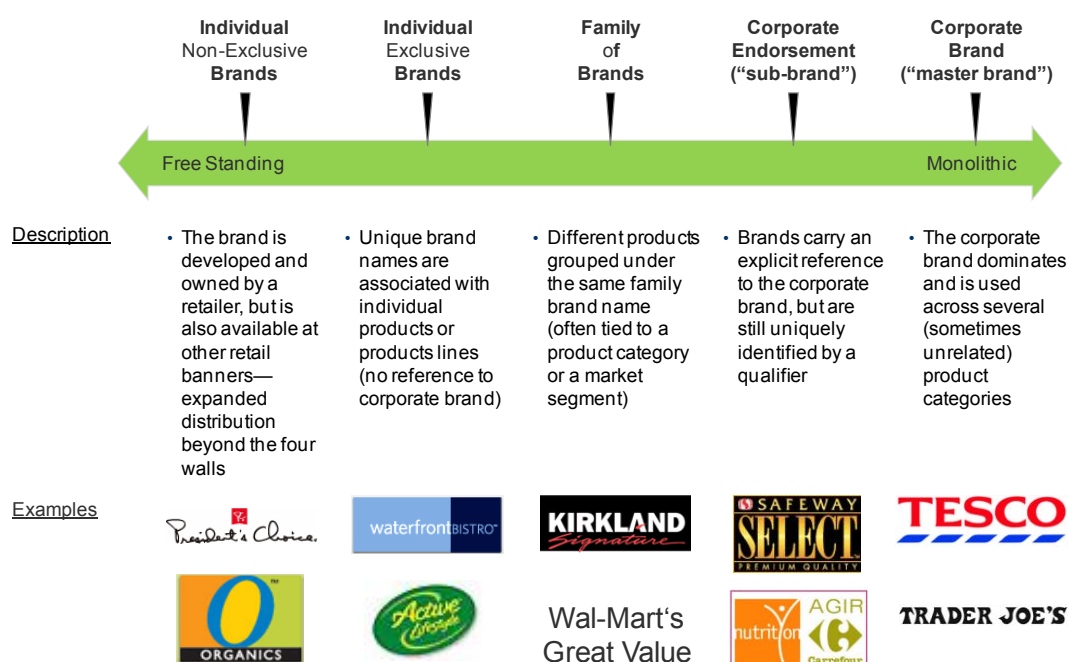 Individual
Non-Exclusive
Brands
Individual
Exclusive
Brands
Family
of
Brands
Corporate
Endorsement
(“sub-brand”)
Corporate
Brand
(“master brand”)
Free Standing
Monolithic
Description
• The brand is
developed and
owned by a
retailer, but is
also available at
other retail
banners—
expanded
distribution
beyond the four
walls
• Unique brand
names are
associated with
individual
products or
products lines
(no reference to
corporate brand)
• Different products
grouped under
the same family
brand name
(often tied to a
product category
or a market
segment)
• Brands carry an
explicit reference
to the corporate
brand, but are
still uniquely
identified by a
qualifier
• The corporate
brand dominates
and is used
across several
(sometimes
unrelated)
product
categories
Examples
President's Choice.
waterfrontBISTRO™
KIRKLAND
Signature
SAFEWAY
SELECT
PREMIUM QUALITY
TESCO
O™
ORGANICS
Active
Lifestyle
Wal-Mart‘s
Great Value
nutrition
AGIR
Carrefour
TRADER JOE'S